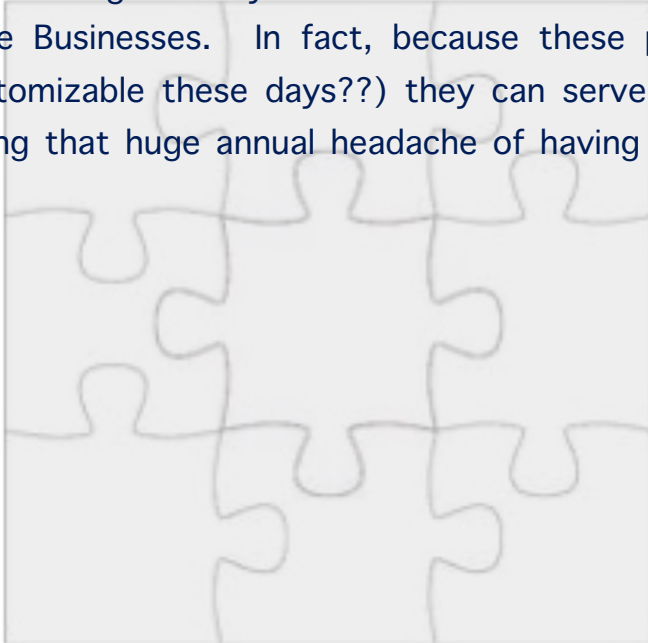 e Businesses. In fact, because these
tomizable these days??) they can serve
ng that huge annual headache of having